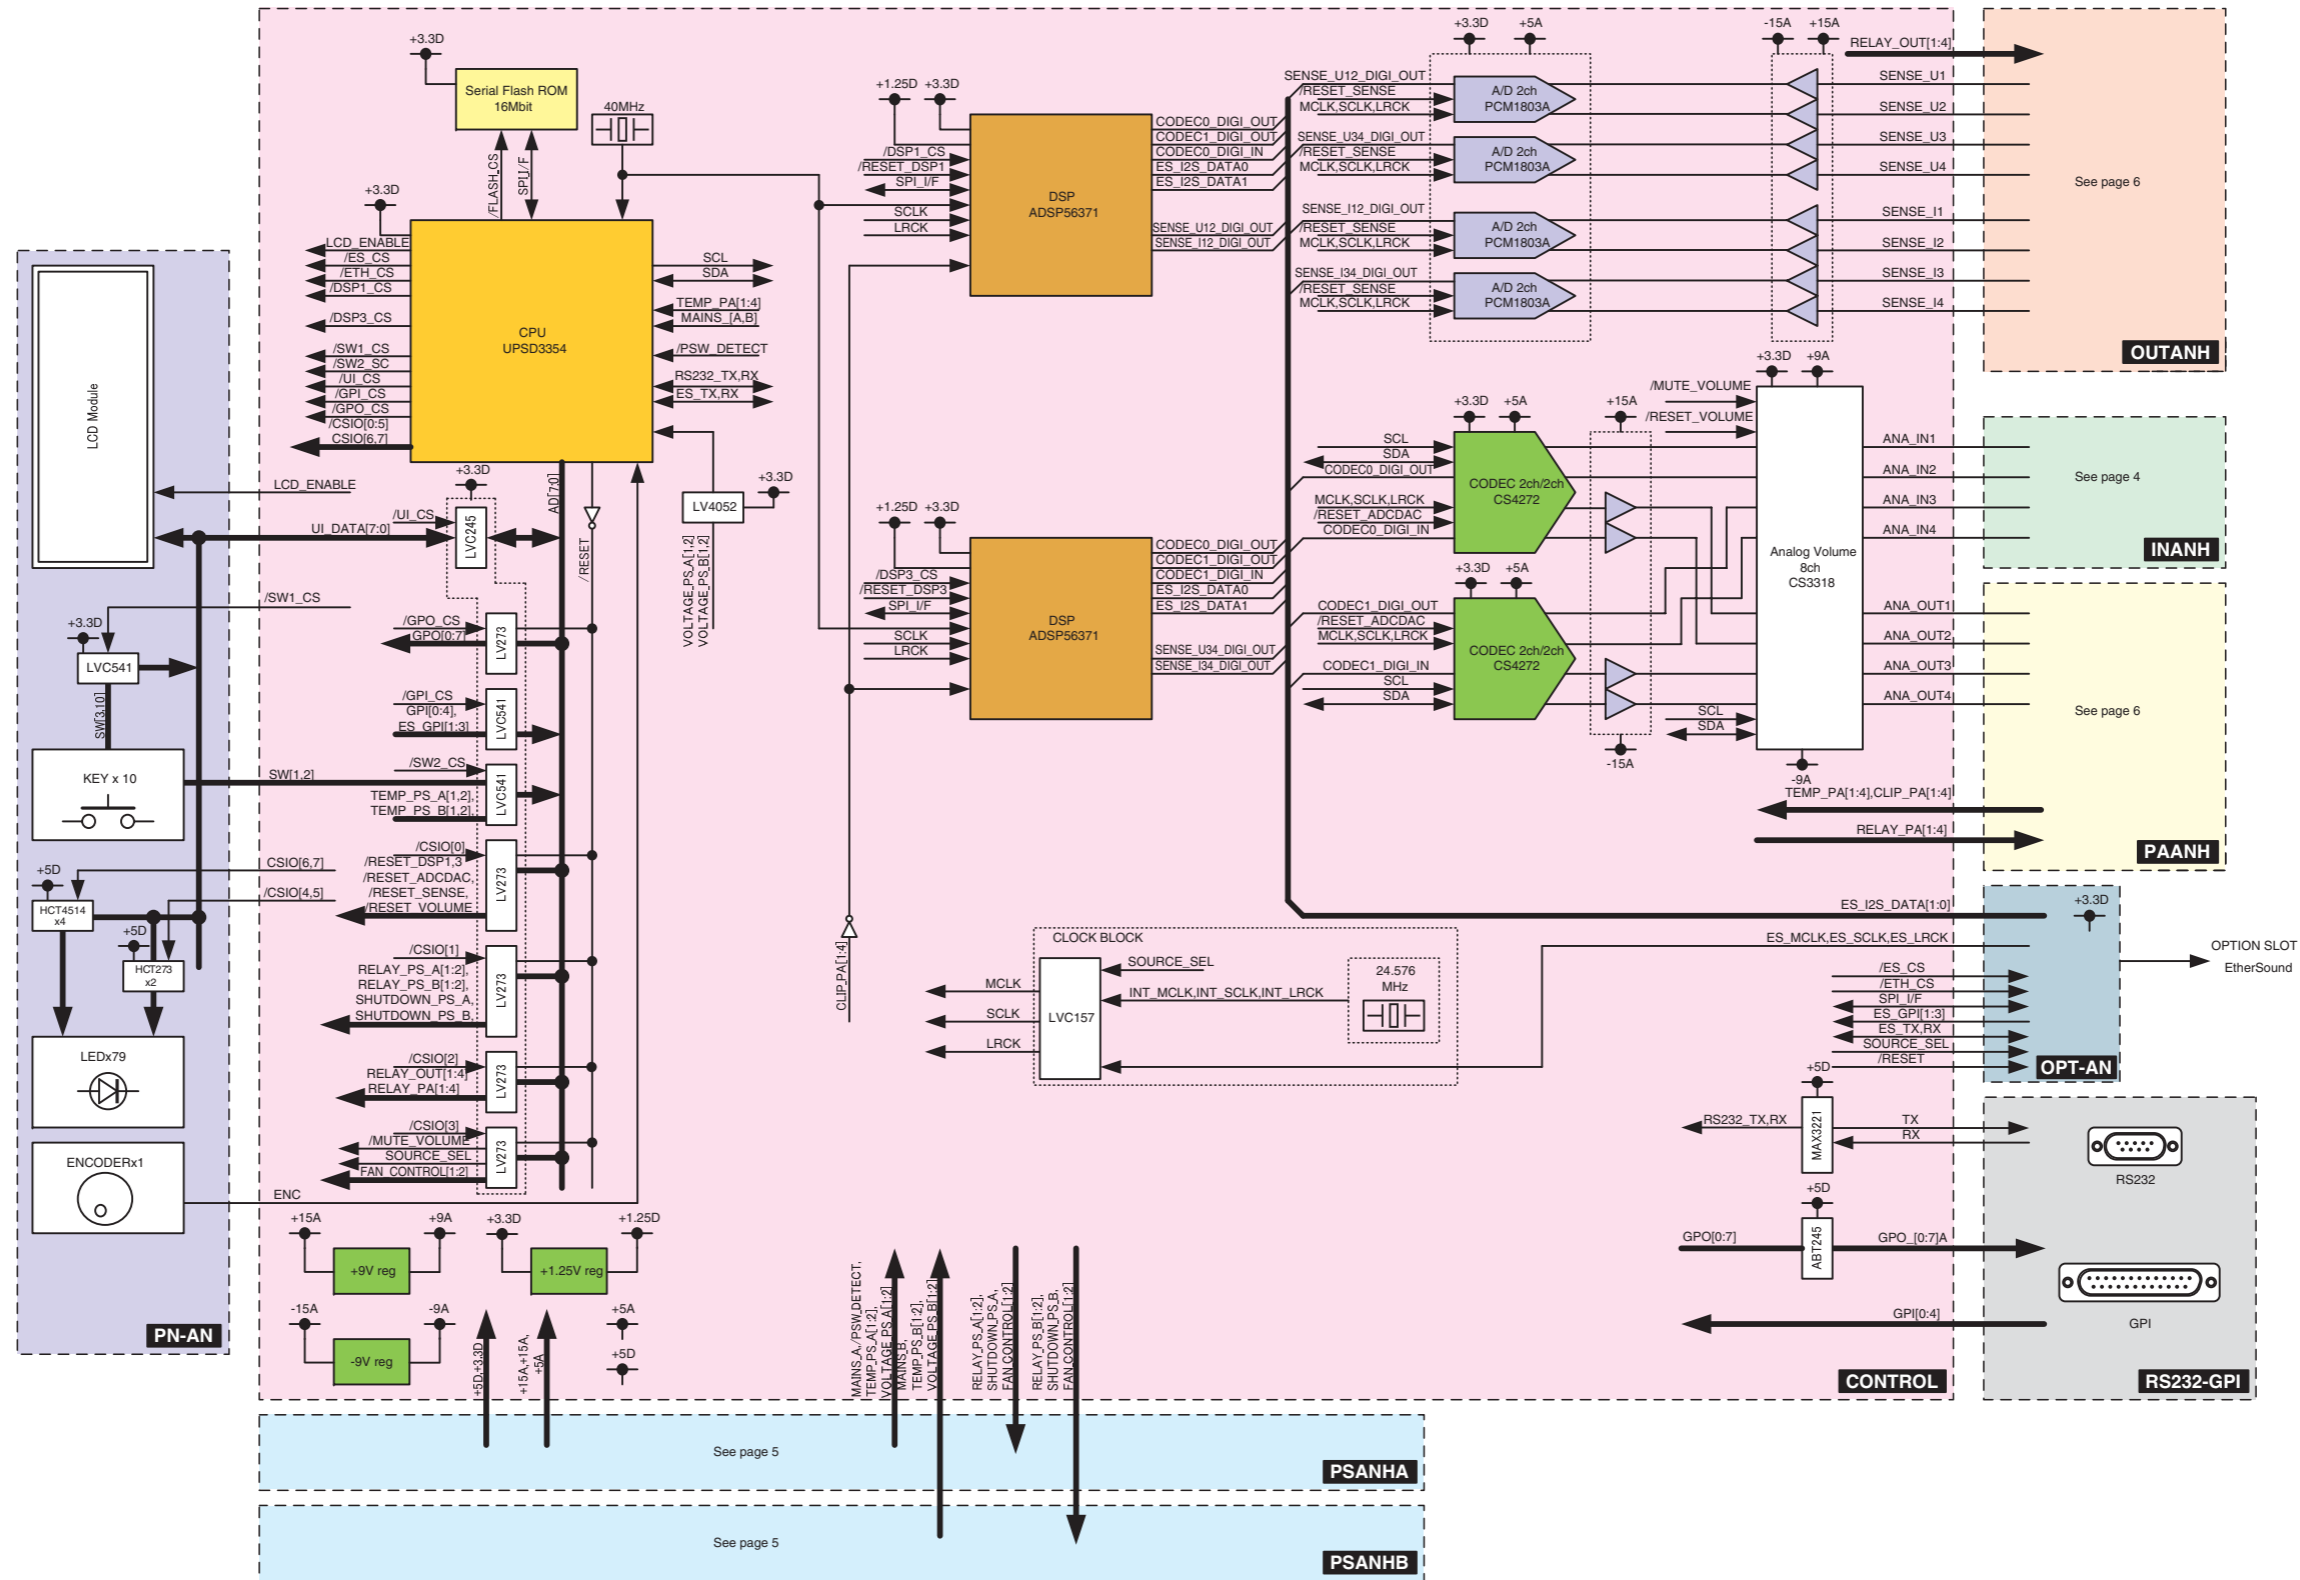 +3.3D
Serial Flash ROM
16Mbit
40MHz
/FLASH_CS
SPI_I/F
+3.3D
CPU
UPSD3354
LCD_ENABLE
/ES_CS
/ETH_CS
/DSP1_CS
/DSP3_CS
/SW1_CS
/SW2_SC
/UI_CS
/GPI_CS
/GPO_CS
/CSIO[0:5]
CSIO[6,7]
SCL
SDA
TEMP_PA[1:4]
MAINS_[A,B]
/PSW_DETECT
RS232_TX,RX
ES_TX,RX
LV4052
+3.3D
VOLTAGE_PS_A[1,2]
VOLTAGE_PS_B[1,2]
AD[7:0]
/RESET
LCD Module
LCD_ENABLE
UI_DATA[7:0]
+3.3D
/UI_CS
LVC245
/SW1_CS
+3.3D
LVC541
SW[3,10]
KEY x 10
SW[1,2]
/GPO_CS
GPO[0:7]
LV273
/GPI_CS
GPI[0:4],
ES_GPI[1:3]
LVC541
/SW2_CS
TEMP_PS_A[1,2],
TEMP_PS_B[1,2],
LVC541
CSIO[6,7]
/CSIO[4,5]
+5D
HCT4514
x4
+5D
HCT273
x2
LEDx79
ENCODERx1
ENC
PN-AN
/CSIO[0]
/RESET_DSP1,3
/RESET_ADCDAC,
/RESET_SENSE,
/RESET_VOLUME
LV273
/CSIO[1]
RELAY_PS_A[1:2],
RELAY_PS_B[1:2],
SHUTDOWN_PS_A,
SHUTDOWN_PS_B,
LV273
/CSIO[2]
RELAY_OUT[1:4]
RELAY_PA[1:4]
LV273
/CSIO[3]
/MUTE_VOLUME
SOURCE_SEL
FAN_CONTROL[1:2]
LV273
+15A
+9V reg
+9A
+3.3D
+1.25V reg
+1.25D
-15A
-9V reg
-9A
+5A
+5D
+5D,+3.3D
+15A,+15A,
+5A
+1.25D
+3.3D
/DSP1_CS
/RESET_DSP1
SPI_I/F
SCLK
LRCK
DSP
ADSP56371
CODEC0_DIGI_OUT
CODEC1_DIGI_OUT
CODEC0_DIGI_IN
ES_I2S_DATA0
ES_I2S_DATA1
SENSE_U12_DIGI_OUT
SENSE_I12_DIGI_OUT
+1.25D
+3.3D
/DSP3_CS
/RESET_DSP3
SPI_I/F
SCLK
LRCK
DSP
ADSP56371
CODEC0_DIGI_OUT
CODEC1_DIGI_OUT
CODEC1_DIGI_IN
ES_I2S_DATA0
ES_I2S_DATA1
SENSE_U34_DIGI_OUT
SENSE_I34_DIGI_OUT
CLIP_PA[1:4]
+3.3D
+5A
SENSE_U12_DIGI_OUT
/RESET_SENSE
MCLK,SCLK,LRCK
A/D 2ch
PCM1803A
SENSE_U34_DIGI_OUT
/RESET_SENSE
MCLK,SCLK,LRCK
A/D 2ch
PCM1803A
SENSE_I12_DIGI_OUT
/RESET_SENSE
MCLK,SCLK,LRCK
A/D 2ch
PCM1803A
SENSE_I34_DIGI_OUT
/RESET_SENSE
MCLK,SCLK,LRCK
A/D 2ch
PCM1803A
-15A
+15A
RELAY_OUT[1:4]
SENSE_U1
SENSE_U2
SENSE_U3
SENSE_U4
SENSE_I1
SENSE_I2
SENSE_I3
SENSE_I4
See page 6
OUTANH
+3.3D
+5A
SCL
SDA
CODEC0_DIGI_OUT
MCLK,SCLK,LRCK
/RESET_ADCDAC
CODEC0_DIGI_IN
CODEC 2ch/2ch
CS4272
+3.3D
+5A
CODEC1_DIGI_OUT
/RESET_ADCDAC
MCLK,SCLK,LRCK
CODEC1_DIGI_IN
SCL
SDA
CODEC 2ch/2ch
CS4272
+15A
-15A
+3.3D
+9A
/MUTE_VOLUME
/RESET_VOLUME
Analog Volume
8ch
CS3318
SCL
SDA
-9A
ANA_IN1
ANA_IN2
ANA_IN3
ANA_IN4
See page 4
INANH
ANA_OUT1
ANA_OUT2
ANA_OUT3
ANA_OUT4
See page 6
TEMP_PA[1:4],CLIP_PA[1:4]
RELAY_PA[1:4]
PAANH
ES_I2S_DATA[1:0]
+3.3D
CLOCK BLOCK
LVC157
MCLK
SCLK
LRCK
SOURCE_SEL
INT_MCLK,INT_SCLK,INT_LRCK
24.576
MHz
ES_MCLK,ES_SCLK,ES_LRCK
/ES_CS
/ETH_CS
SPI_I/F
ES_GPI[1:3]
ES_TX,RX
SOURCE_SEL
/RESET
OPT-AN
OPTION SLOT
EtherSound
+5D
RS232_TX,RX
MAX3221
TX
RX
RS232
+5D
GPO[0:7]
ABT245
GPO_[0:7]A
GPI[0:4]
GPI
RS232-GPI
CONTROL
MAINS_A,/PSW_DETECT,
TEMP_PS_A[1:2],
VOLTAGE_PS_A[1:2]
MAINS_B,
TEMP_PS_B[1:2],
VOLTAGE_PS_B[1:2]
RELAY_PS_A[1:2],
SHUTDOWN_PS_A,
FAN_CONTROL[1:2]
RELAY_PS_B[1:2],
SHUTDOWN_PS_B,
FAN_CONTROL[1:2]
See page 5
PSANHA
See page 5
PSANHB